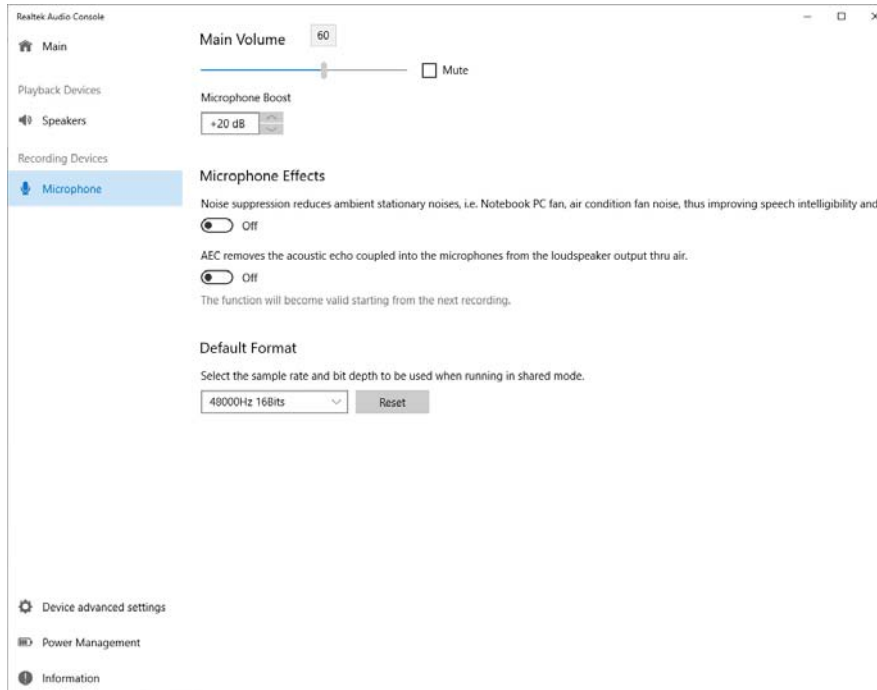 Realtek Audio Console
Main
Playback Devices
Speakers
Recording Devices
Microphone
Device advanced settings
Power Management
Information
Main Volume
60
Mute
Microphone Boost
+20 dB
Microphone Effects
Noise suppression reduces ambient stationary noises, i.e. Notebook PC fan, air condition fan noise, thus improving speech intelligibility and
Off
AEC removes the acoustic echo coupled into the microphones from the loudspeaker output thru air.
Off
The function will become valid starting from the next recording.
Default Format
Select the sample rate and bit depth to be used when running in shared mode.
48000Hz 16Bits
Reset